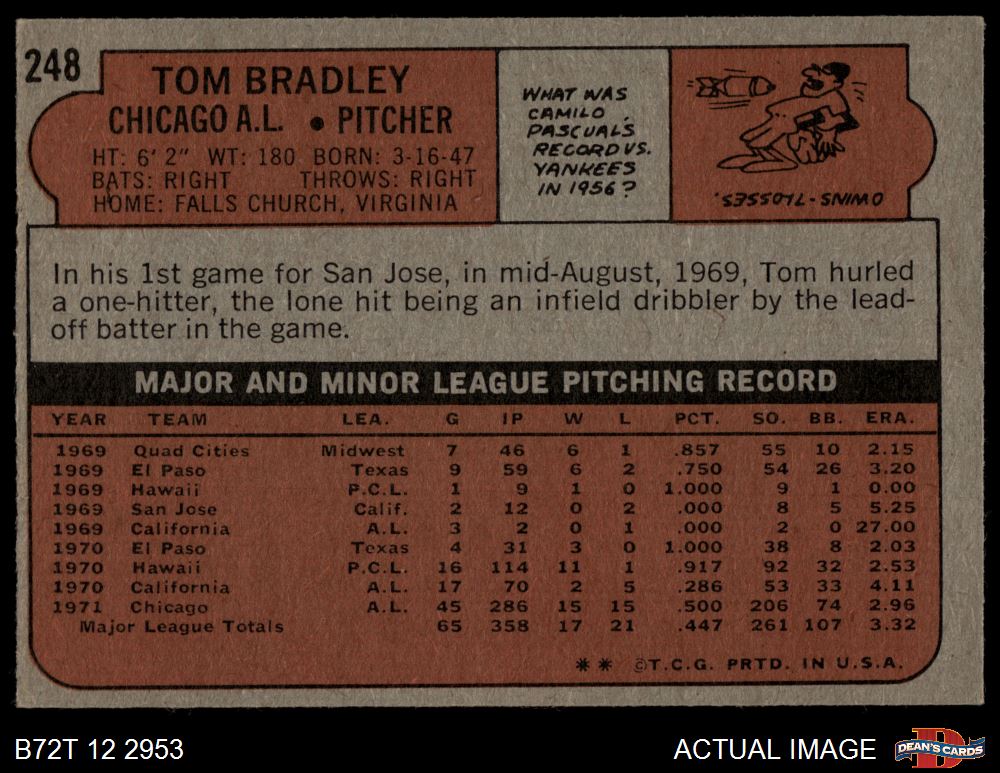 248
TOM BRADLEY
CHICAGO A.L. • PITCHER
HT: 6' 2" WT: 180 BORN: 3-16-47
BATS: RIGHT THROWS: RIGHT
HOME: FALLS CHURCH, VIRGINIA
WHAT WAS
CAMILO
PASCUAL'S
RECORD VS.
YANKEES
IN 1956?
OWINS-7LOSSES.
In his 1st game for San Jose, in mid-August, 1969, Tom hurled
a one-hitter, the lone hit being an infield dribbler by the lead-
off batter in the game.
MAJOR AND MINOR LEAGUE PITCHING RECORD
YEAR TEAM LEA. G IP W L PCT. SO. BB. ERA.
1969 Quad Cities Midwest 7 46 6 1 .857 55 10 2.15
1969 El Paso Texas 9 59 6 2 .750 54 26 3.20
1969 Hawaii P.C.L. 1 9 1 0 1.000 9 1 0.00
1969 San Jose Calif. 2 12 0 2 .000 8 5 5.25
1969 California A.L. 3 2 0 1 .000 2 0 27.00
1970 El Paso Texas 4 31 3 0 1.000 38 8 2.03
1970 Hawaii P.C.L. 16 114 11 1 .917 92 32 2.53
1970 California A.L. 17 70 2 5 .286 53 33 4.11
1971 Chicago A.L. 45 286 15 15 .500 206 74 2.96
Major League Totals 65 358 17 21 .447 261 107 3.32
** ©T.C.G. PRTD. IN U.S.A.
B72T 12 2953
ACTUAL IMAGE
D
DEAN'S CARDS